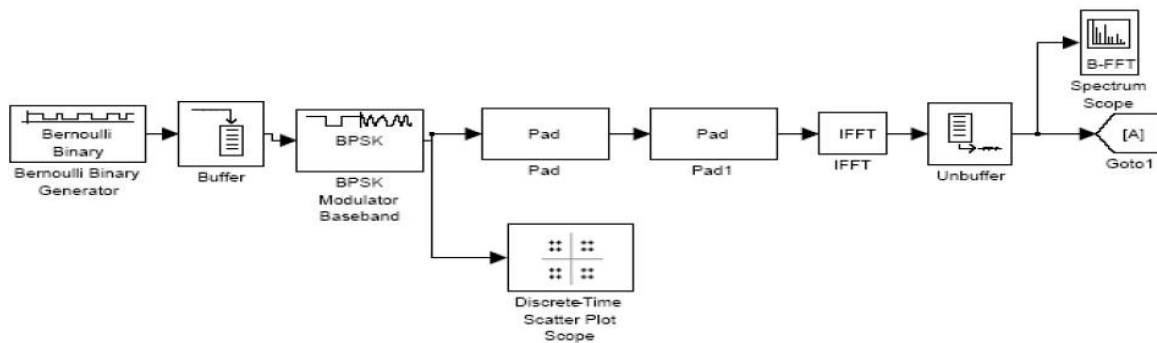 B-FFT
Spectrum
Scope
Bernoulli
Binary
Bernoulli Binary
Generator
Buffer
BPSK
BPSK
Modulator
Baseband
Pad
Pad
Pad
Pad1
IFFT
IFFT
Unbuffer
[A]
Goto1
Discrete-Time
Scatter Plot
Scope